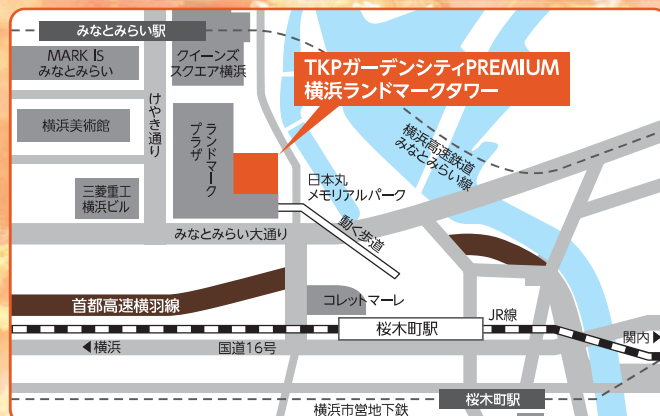 みなとみらい駅
MARK IS
みなとみらい
クイーンズ
スクエア横浜
TKPガーデンシティPREMIUM
横浜ランドマークタワー
けやき通り
横浜美術館
ランドマーク
プラザ
横浜高速鉄道
みなとみらい線
三菱重工
横浜ビル
日本丸
メモリアルパーク
みなとみらい大通り
動く歩道
首都高速横羽線
コレットマーレ
桜木町駅
JR線
関内▶
◀横浜
国道16号
横浜市営地下鉄
桜木町駅